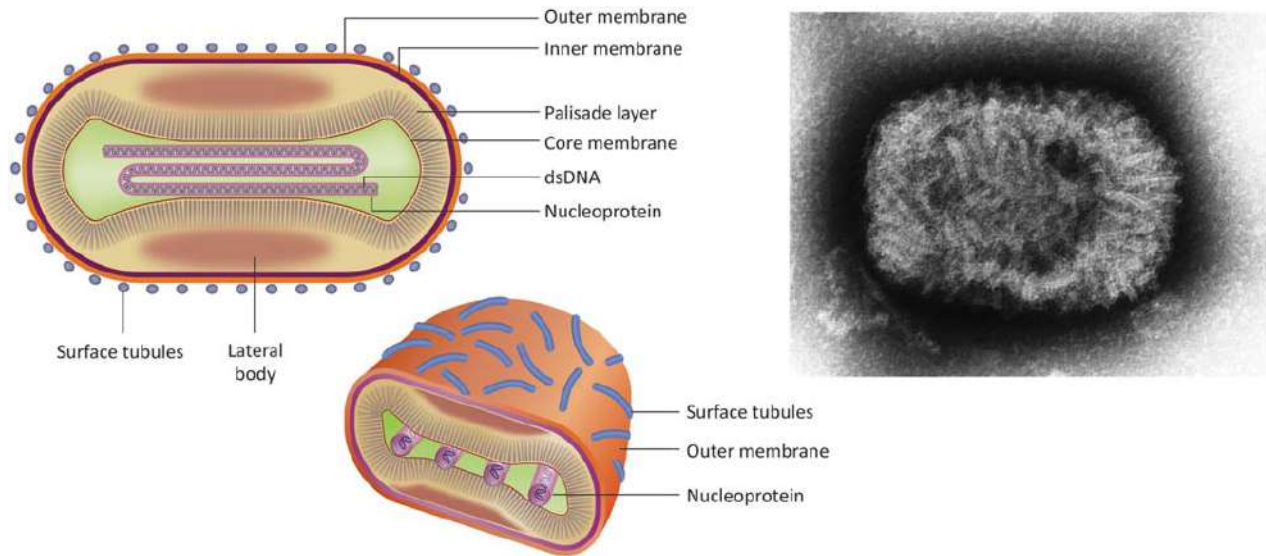 Outer membrane
Inner membrane
Palisade layer
Core membrane
dsDNA
Nucleoprotein
Surface tubules
Lateral
body
Surface tubules
Outer membrane
Nucleoprotein